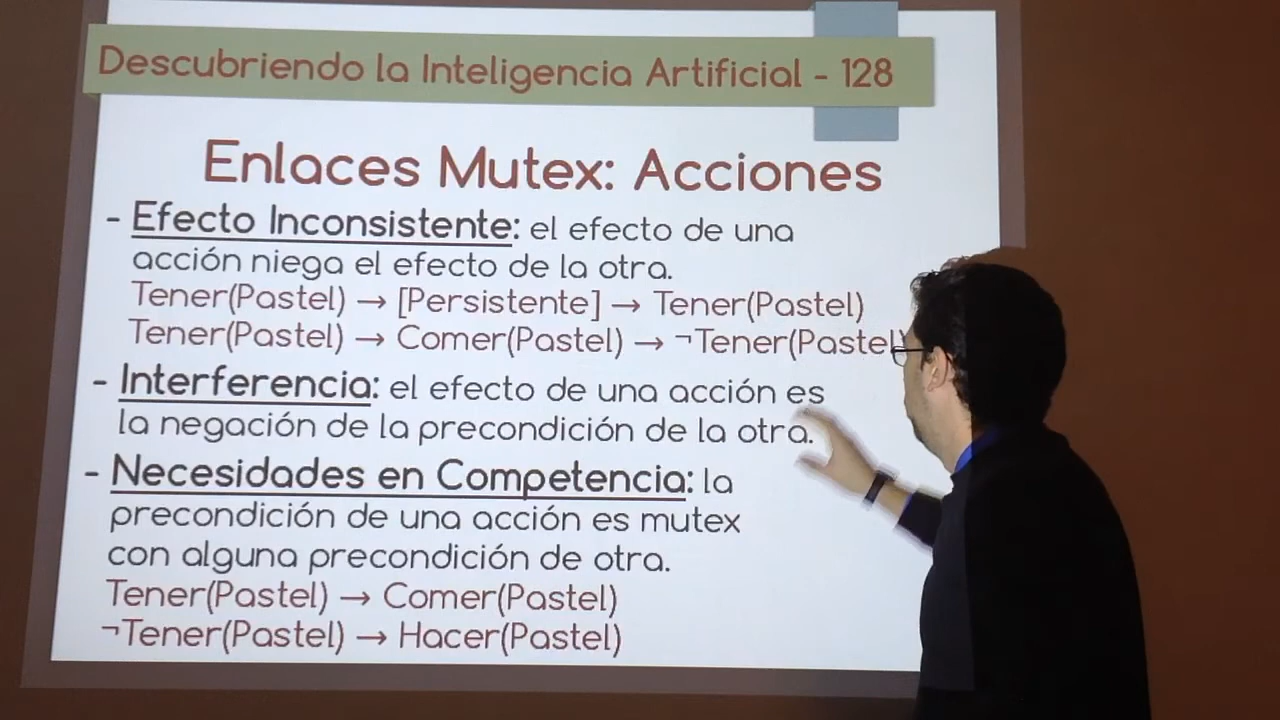 Descubriendo la Inteligencia Artificial - 128
Enlaces Mutex: Acciones
- Efecto Inconsistente: el efecto de una
acción niega el efecto de la otra.
Tener(Pastel) → [Persistente] → Tener(Pastel)
Tener(Pastel) → Comer(Pastel) → ¬Tener(Pastel)
- Interferencia: el efecto de una acción es
la negación de la precondición de la otra.
- Necesidades en Competencia: la
precondición de una acción es mutex
con alguna precondición de otra.
Tener(Pastel) → Comer(Pastel)
¬Tener(Pastel) → Hacer(Pastel)